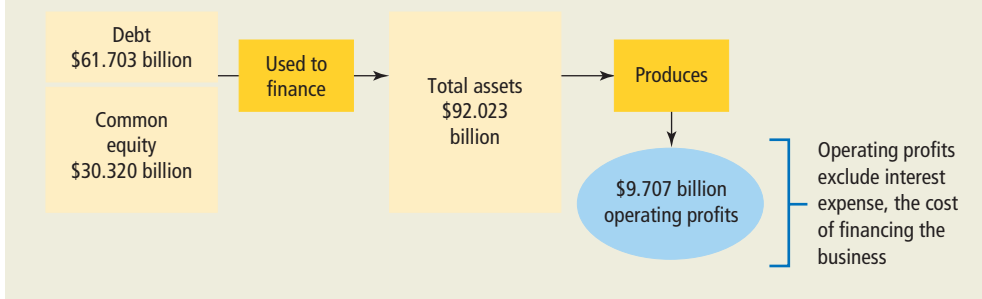 Debt
$61.703 billion
Common
equity
$30.320 billion
Used to
finance
Total assets
$92.023
billion
Produces
$9.707 billion
operating profits
Operating profits
exclude interest
expense, the cost
of financing the
business